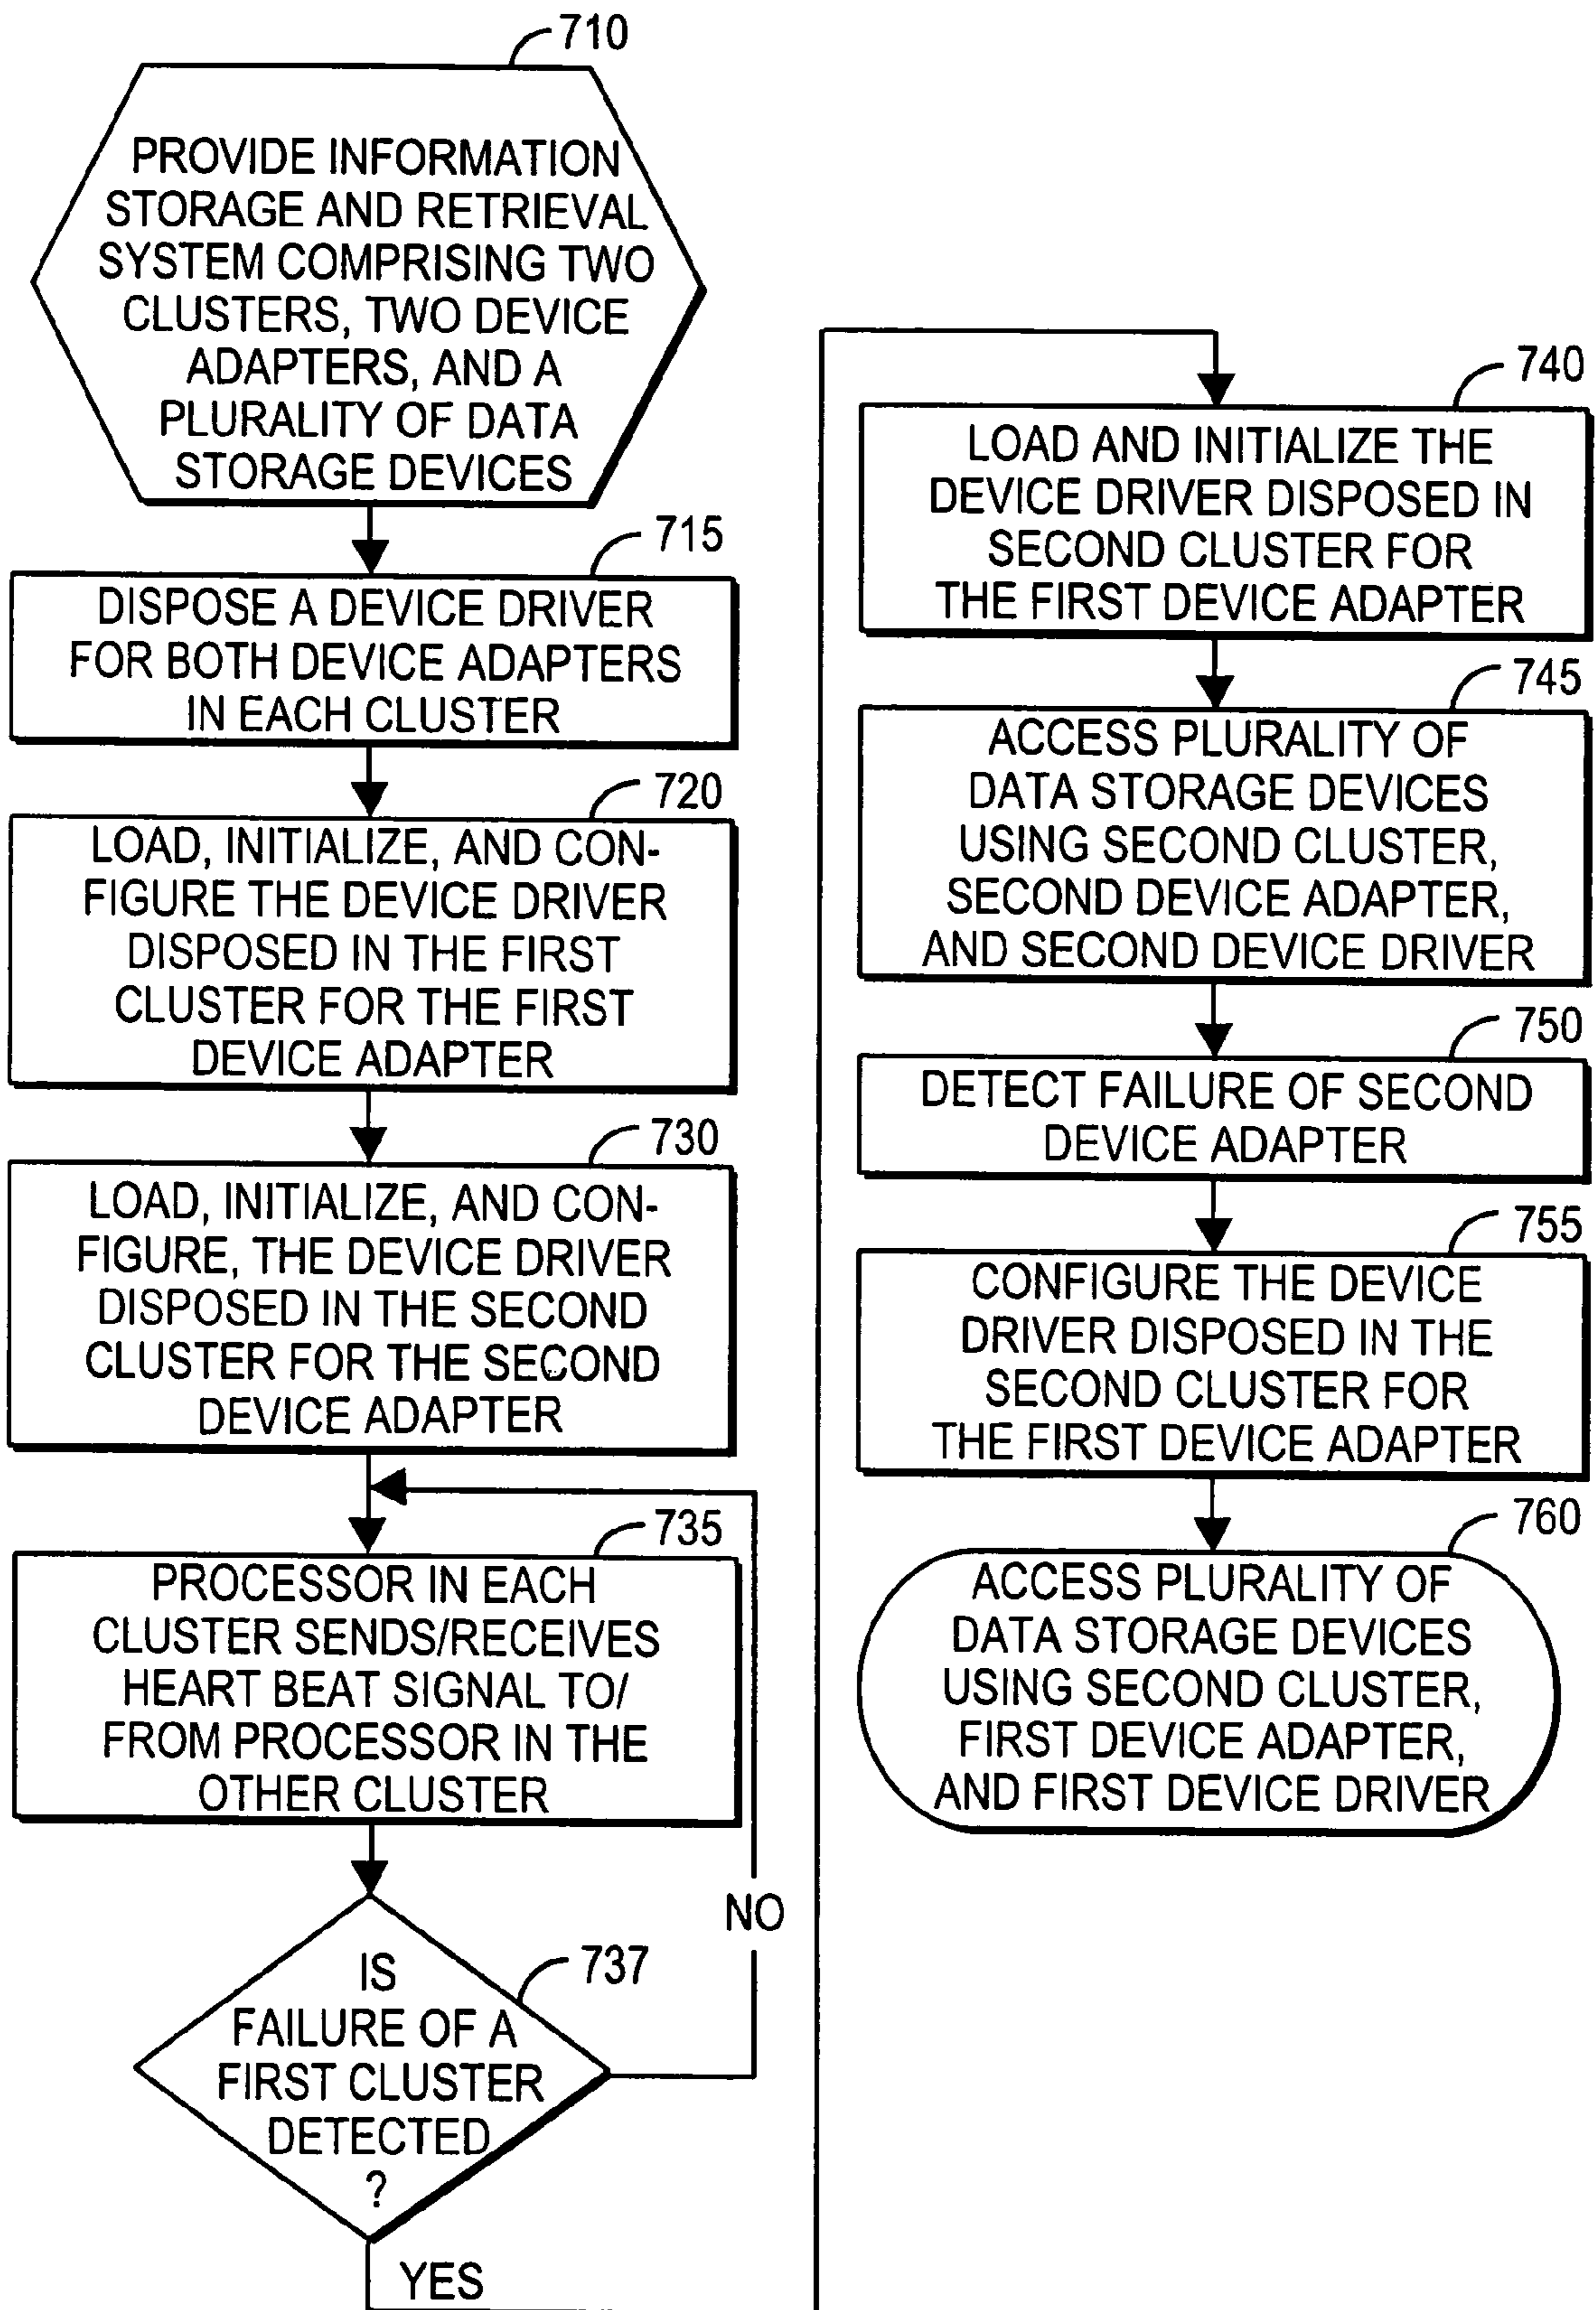 710
PROVIDE INFORMATION
STORAGE AND RETRIEVAL
SYSTEM COMPRISING TWO
CLUSTERS, TWO DEVICE
ADAPTERS, AND A
PLURALITY OF DATA
STORAGE DEVICES
715
DISPOSE A DEVICE DRIVER
FOR BOTH DEVICE ADAPTERS
IN EACH CLUSTER
720
LOAD, INITIALIZE, AND CON-
FIGURE THE DEVICE DRIVER
DISPOSED IN THE FIRST
CLUSTER FOR THE FIRST
DEVICE ADAPTER
730
LOAD, INITIALIZE, AND CON-
FIGURE, THE DEVICE DRIVER
DISPOSED IN THE SECOND
CLUSTER FOR THE SECOND
DEVICE ADAPTER
735
PROCESSOR IN EACH
CLUSTER SENDS/RECEIVES
HEART BEAT SIGNAL TO/
FROM PROCESSOR IN THE
OTHER CLUSTER
NO
737
IS
FAILURE OF A
FIRST CLUSTER
DETECTED
?
YES
740
LOAD AND INITIALIZE THE
DEVICE DRIVER DISPOSED IN
SECOND CLUSTER FOR
THE FIRST DEVICE ADAPTER
745
ACCESS PLURALITY OF
DATA STORAGE DEVICES
USING SECOND CLUSTER,
SECOND DEVICE ADAPTER,
AND SECOND DEVICE DRIVER
750
DETECT FAILURE OF SECOND
DEVICE ADAPTER
755
CONFIGURE THE DEVICE
DRIVER DISPOSED IN THE
SECOND CLUSTER FOR
THE FIRST DEVICE ADAPTER
760
ACCESS PLURALITY OF
DATA STORAGE DEVICES
USING SECOND CLUSTER,
FIRST DEVICE ADAPTER,
AND FIRST DEVICE DRIVER